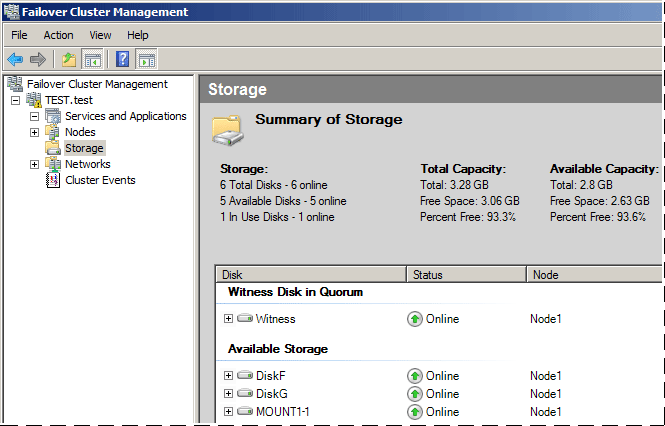 Failover Cluster Management
File Action View Help
Failover Cluster Management
TEST.test
Services and Applications
Nodes
Storage
Networks
Cluster Events
Storage
Summary of Storage
Storage: Total Capacity: Available Capacity:
6 Total Disks - 6 online Total: 3.28 GB Total: 2.8 GB
5 Available Disks - 5 online Free Space: 3.06 GB Free Space: 2.63 GB
1 In Use Disks - 1 online Percent Free: 93.3% Percent Free: 93.6%
Disk Status Node
Witness Disk in Quorum
Witness Online Node1
Available Storage
DiskF Online Node1
DiskG Online Node1
MOUNT1-1 Online Node1